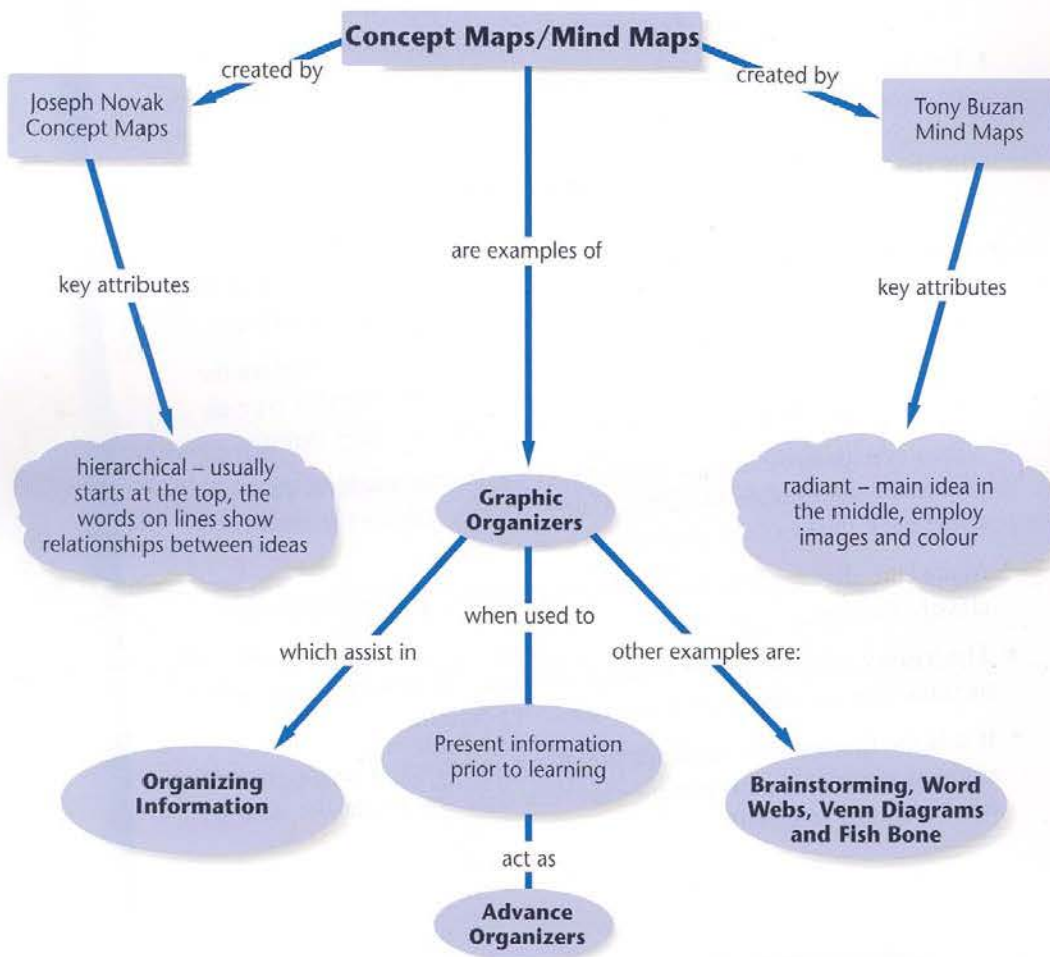 Concept Maps/Mind Maps
created by
created by
Joseph Novak
Concept Maps
Tony Buzan
Mind Maps
key attributes
are examples of
key attributes
hierarchical – usually
starts at the top, the
words on lines show
relationships between ideas
Graphic
Organizers
radiant – main idea in
the middle, employ
images and colour
which assist in
when used to
other examples are:
Organizing
Information
Present information
prior to learning
Brainstorming, Word
Webs, Venn Diagrams
and Fish Bone
act as
Advance
Organizers